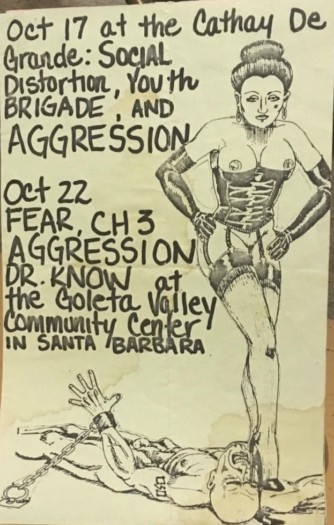 Oct 17 at the Cathay De
Grande: SOCIAL
Distortion, Youth
BRIGADE, AND
AGGRESSION
Oct 22
FEAR, CH 3
AGGRESSION
DR. KNOW at
the Goleta Valley
Community Center
IN SANTA BARBARA